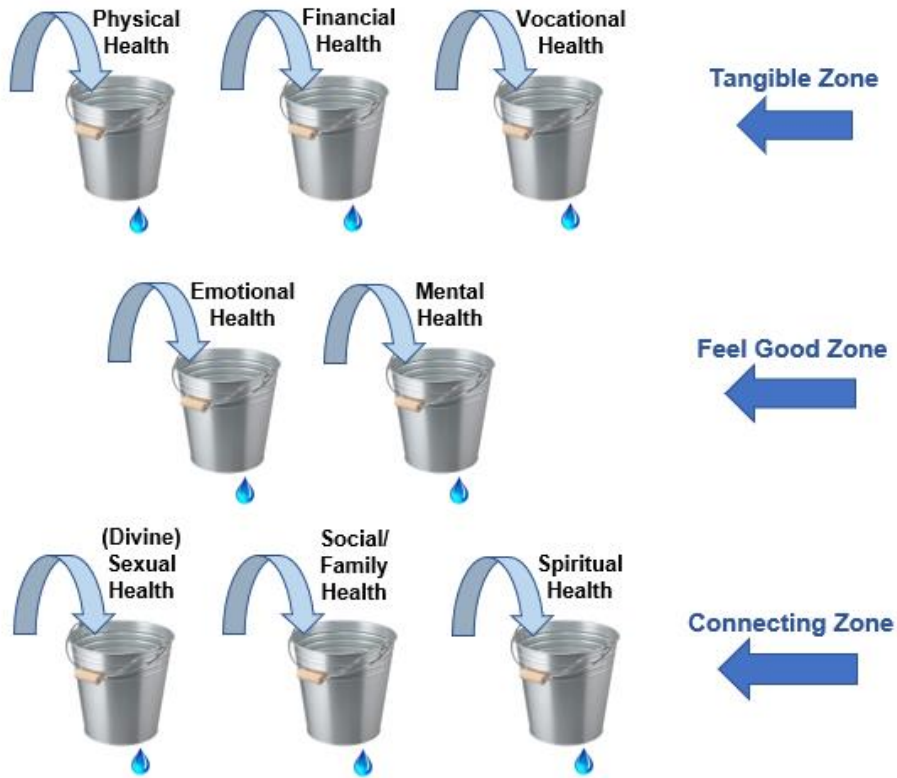 Physical
Health
Financial
Health
Vocational
Health
Tangible Zone
Emotional
Health
Mental
Health
Feel Good Zone
(Divine)
Sexual
Health
Social/
Family
Health
Spiritual
Health
Connecting Zone